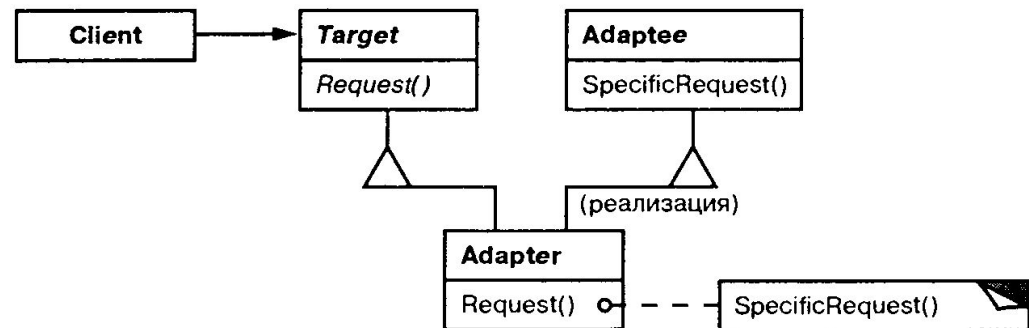 Client
Target
Request()
Adaptee
SpecificRequest()
(реализация)
Adapter
Request()
SpecificRequest()